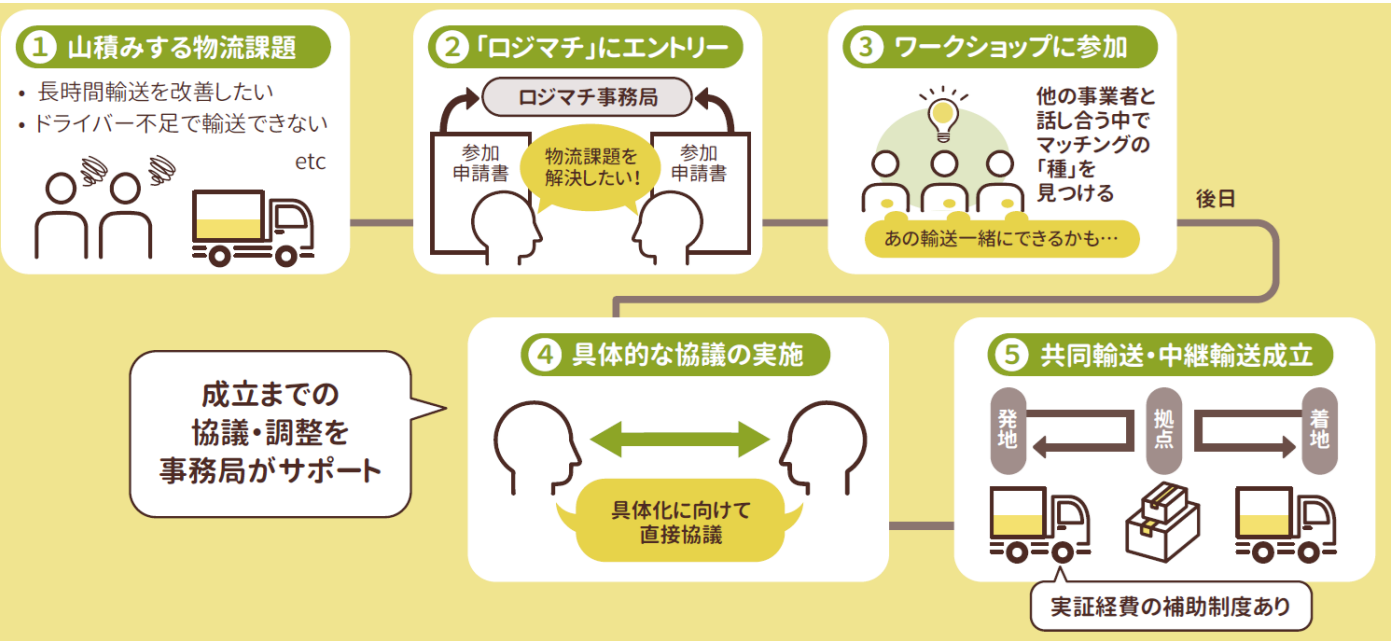 1 山積みする物流課題
• 長時間輸送を改善したい
• ドライバー不足で輸送できない
etc
2 「ロジマチ」にエントリー
ロジマチ事務局
参加
申請書
物流課題を
解決したい!
参加
申請書
3 ワークショップに参加
他の事業者と
話し合う中で
マッチングの
「種」を
見つける
あの輸送一緒にできるかも…
後日
4 具体的な協議の実施
具体化に向けて
直接協議
成立までの
協議・調整を
事務局がサポート
5 共同輸送・中継輸送成立
発地
拠点
着地
実証経費の補助制度あり